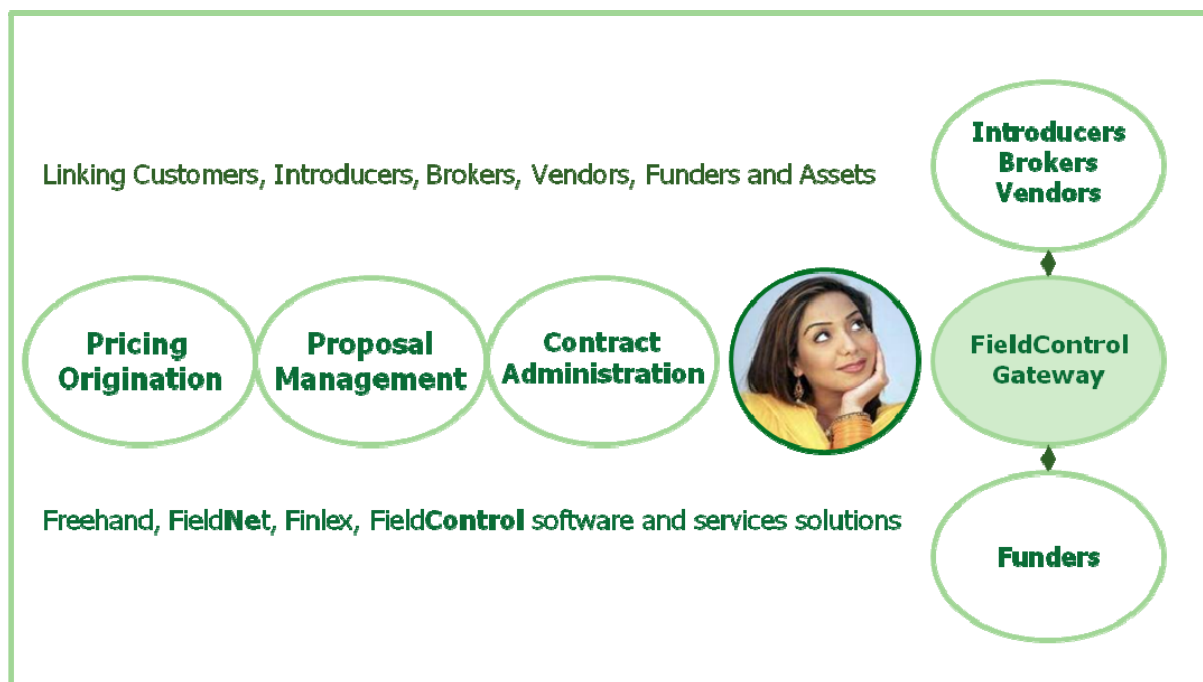 Introducers
Brokers
Vendors
Linking Customers, Introducers, Brokers, Vendors, Funders and Assets
Pricing
Origination
Proposal
Management
Contract
Administration
FieldControl
Gateway
Freehand, FieldNet, Finlex, FieldControl software and services solutions
Funders